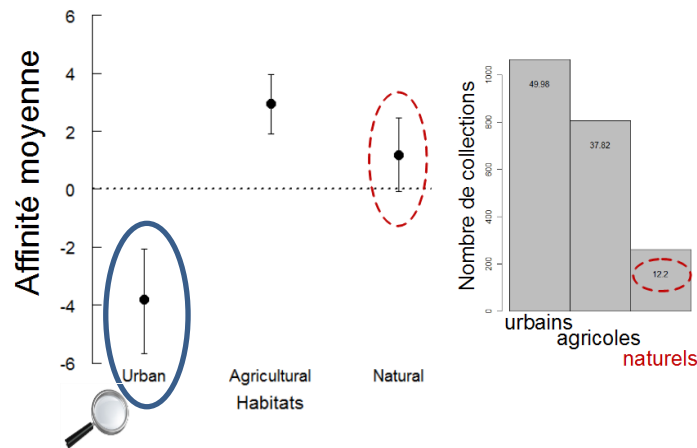 Affinité moyenne
6
4
2
0
-2
-4
-6
Urban
Agricultural
Natural
Habitats
Nombre de collections
1000
800
600
400
200
0
49.98
37.82
12.2
urbains
agricoles
naturels